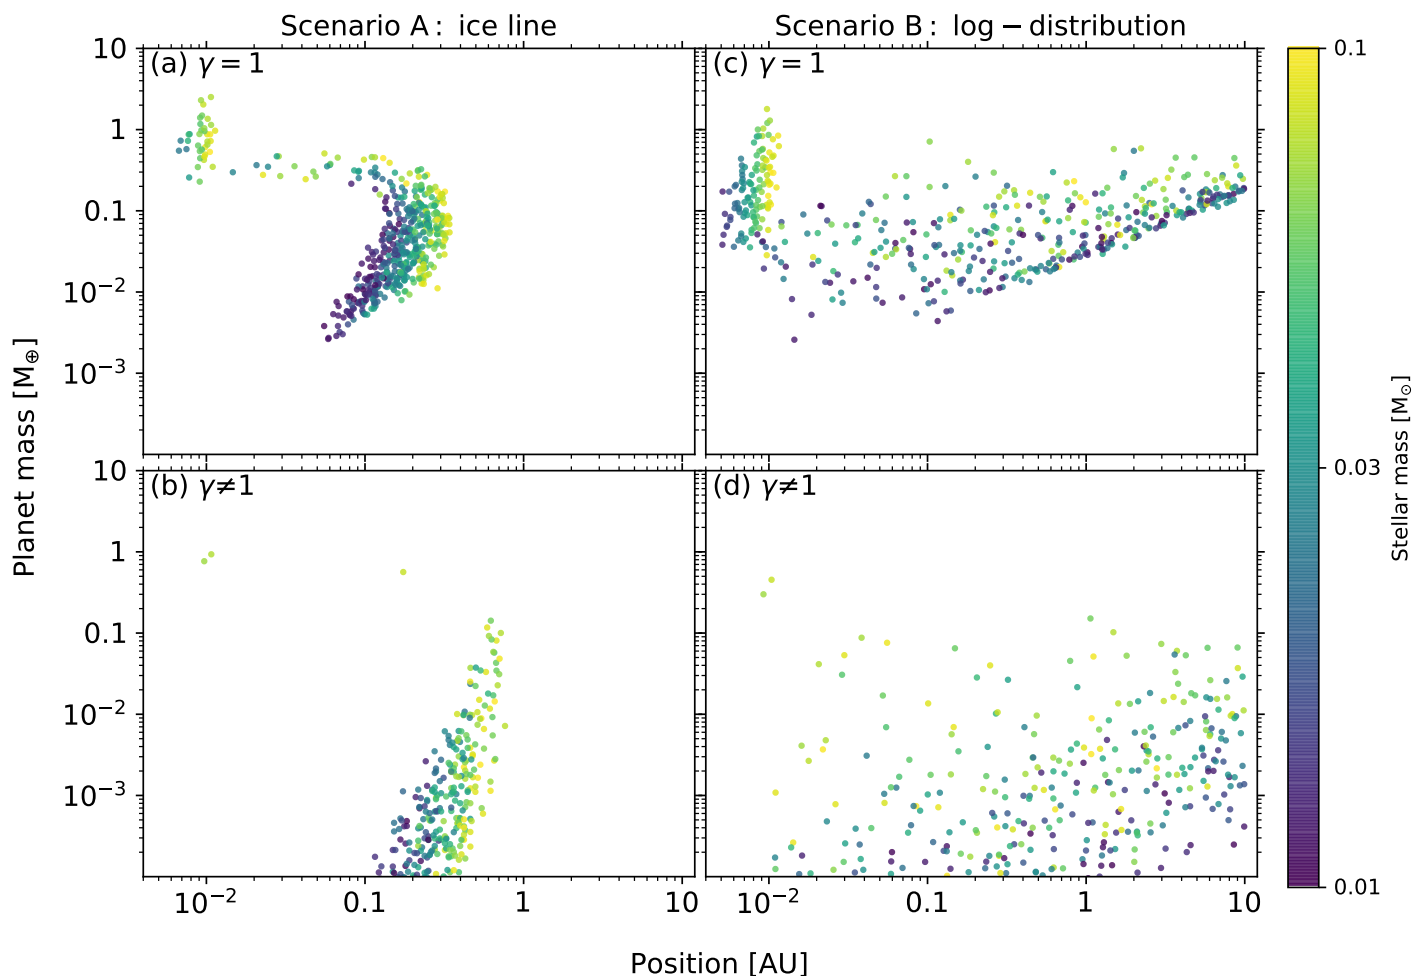 Scenario A: ice line
Scenario B: log−distribution
(a) γ = 1
(c) γ = 1
10
1
0.1
10⁻²
10⁻³
(b) γ≠1
(d) γ≠1
10
1
0.1
10⁻²
10⁻³
10⁻²
0.1
1
10
10⁻²
0.1
1
10
Position [AU]
Planet mass [M⊕]
0.1
0.03
0.01
Stellar mass [M⊙]